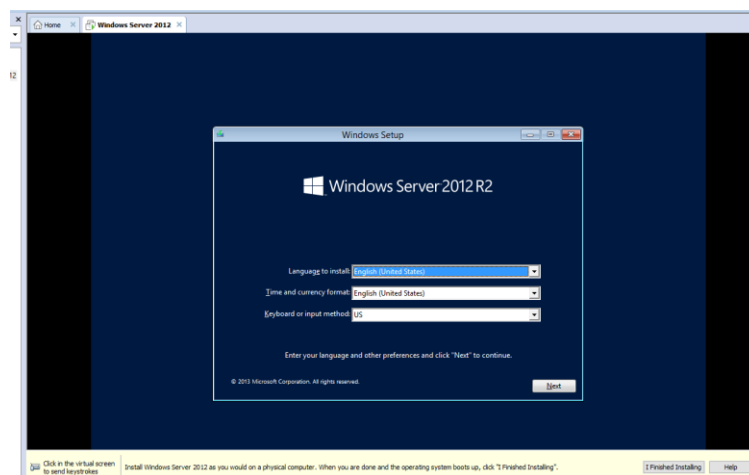 Home
Windows Server 2012
12
Windows Setup
Windows Server 2012 R2
Language to install: English (United States)
Time and currency format: English (United States)
Keyboard or input method: US
Enter your language and other preferences and click "Next" to continue.
© 2013 Microsoft Corporation. All rights reserved.
Next
Click in the virtual screen
to send keystrokes
Install Windows Server 2012 as you would on a physical computer. When you are done and the operating system boots up, click "I Finished Installing".
I Finished Installing
Help